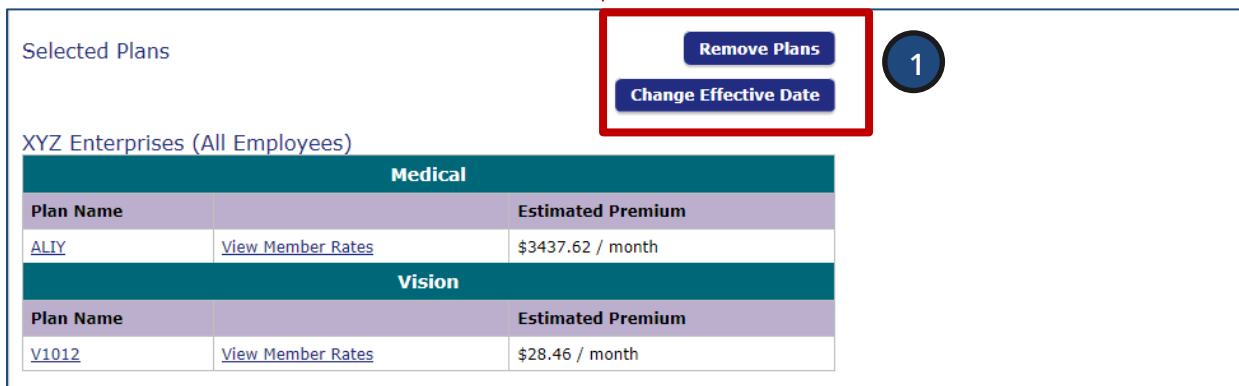 Selected Plans
Remove Plans
1
Change Effective Date
XYZ Enterprises (All Employees)
Medical
Plan Name Estimated Premium
ALIY View Member Rates $3437.62 / month
Vision
Plan Name Estimated Premium
V1012 View Member Rates $28.46 / month